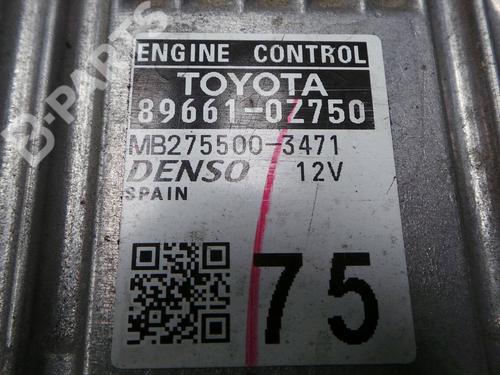 B-PARTS
ENGINE CONTROL
TOYOTA
89661-0Z750
MB275500-3471
DENSO 12V
SPAIN
75